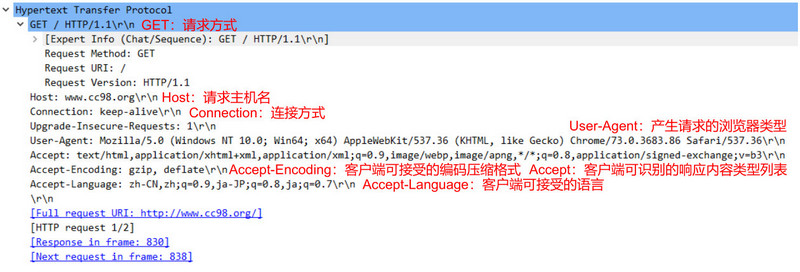 Hypertext Transfer Protocol
GET / HTTP/1.1\r\n GET：请求方式
[Expert Info (Chat/Sequence): GET / HTTP/1.1\r\n]
Request Method: GET
Request URI: /
Request Version: HTTP/1.1
Host: www.cc98.org\r\n Host：请求主机名
Connection: keep-alive\r\n Connection：连接方式
Upgrade-Insecure-Requests: 1\r\n User-Agent：产生请求的浏览器类型
User-Agent: Mozilla/5.0 (Windows NT 10.0; Win64; x64) AppleWebKit/537.36 (KHTML, like Gecko) Chrome/73.0.3683.86 Safari/537.36\r\n
Accept: text/html,application/xhtml+xml,application/xml;q=0.9,image/webp,image/apng,*/*;q=0.8,application/signed-exchange;v=b3\r\n
Accept-Encoding: gzip, deflate\r\n Accept-Encoding：客户端可接受的编码压缩格式 Accept：客户端可识别的响应内容类型列表
Accept-Language: zh-CN,zh;q=0.9,ja-JP;q=0.8,ja;q=0.7\r\n Accept-Language：客户端可接受的语言
\r\n
[Full request URI: http://www.cc98.org/]
[HTTP request 1/2]
[Response in frame: 830]
[Next request in frame: 838]